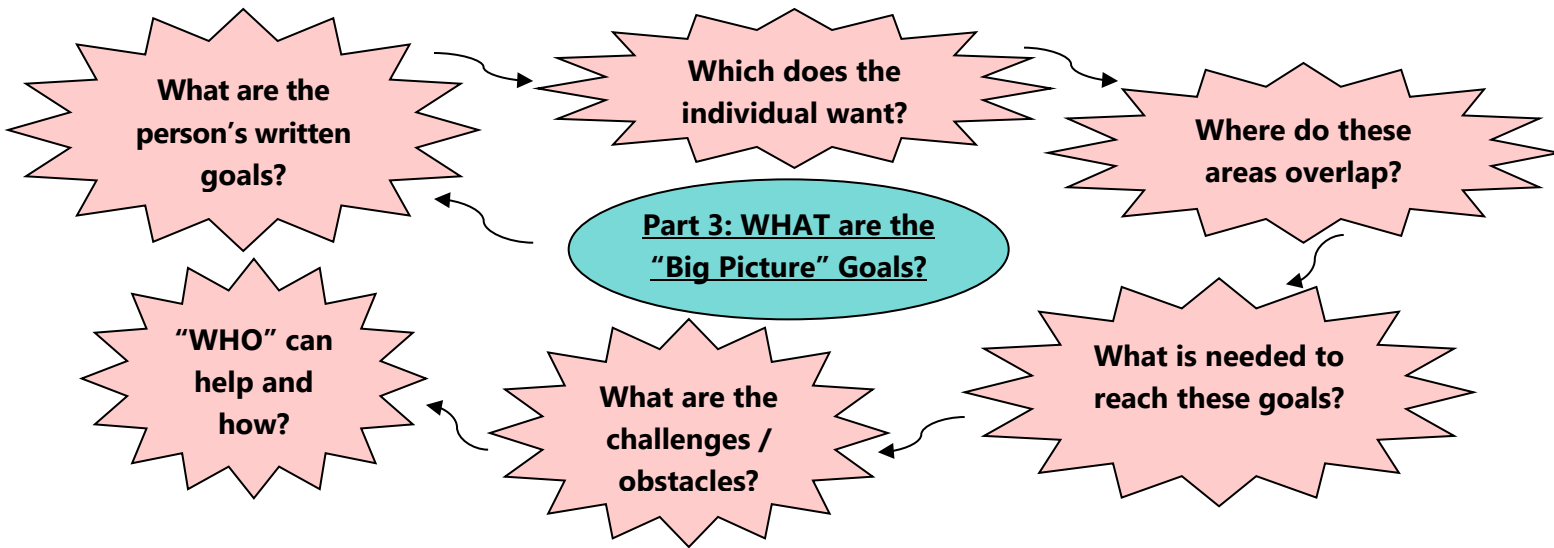 Part 3: WHAT are the
“Big Picture” Goals?
What are the
person’s written
goals?
Which does the
individual want?
Where do these
areas overlap?
What is needed to
reach these goals?
What are the
challenges /
obstacles?
“WHO” can
help and
how?